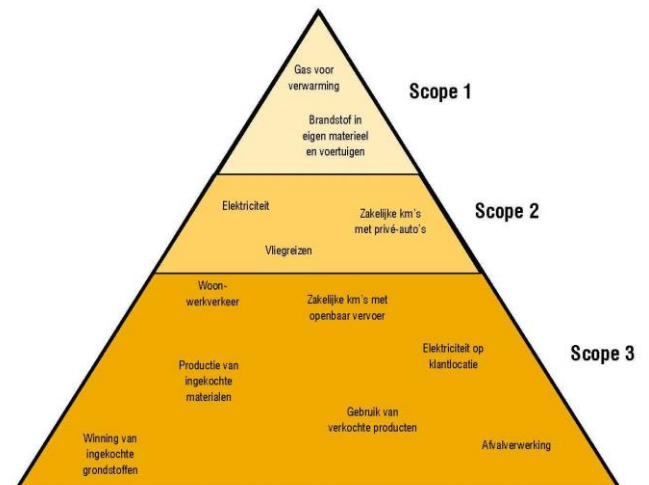 Gas voor
verwarming
Scope 1
Brandstof in
eigen materieel
en voertuigen
Elektriciteit
Zakelijke km's
met privé-auto's
Scope 2
Vliegreizen
Woon-
werkverkeer
Zakelijke km's met
openbaar vervoer
Elektriciteit op
klantlocatie
Scope 3
Productie van
ingekochte
materialen
Gebruik van
verkochte producten
Winning van
ingekochte
grondstoffen
Afvalverwerking